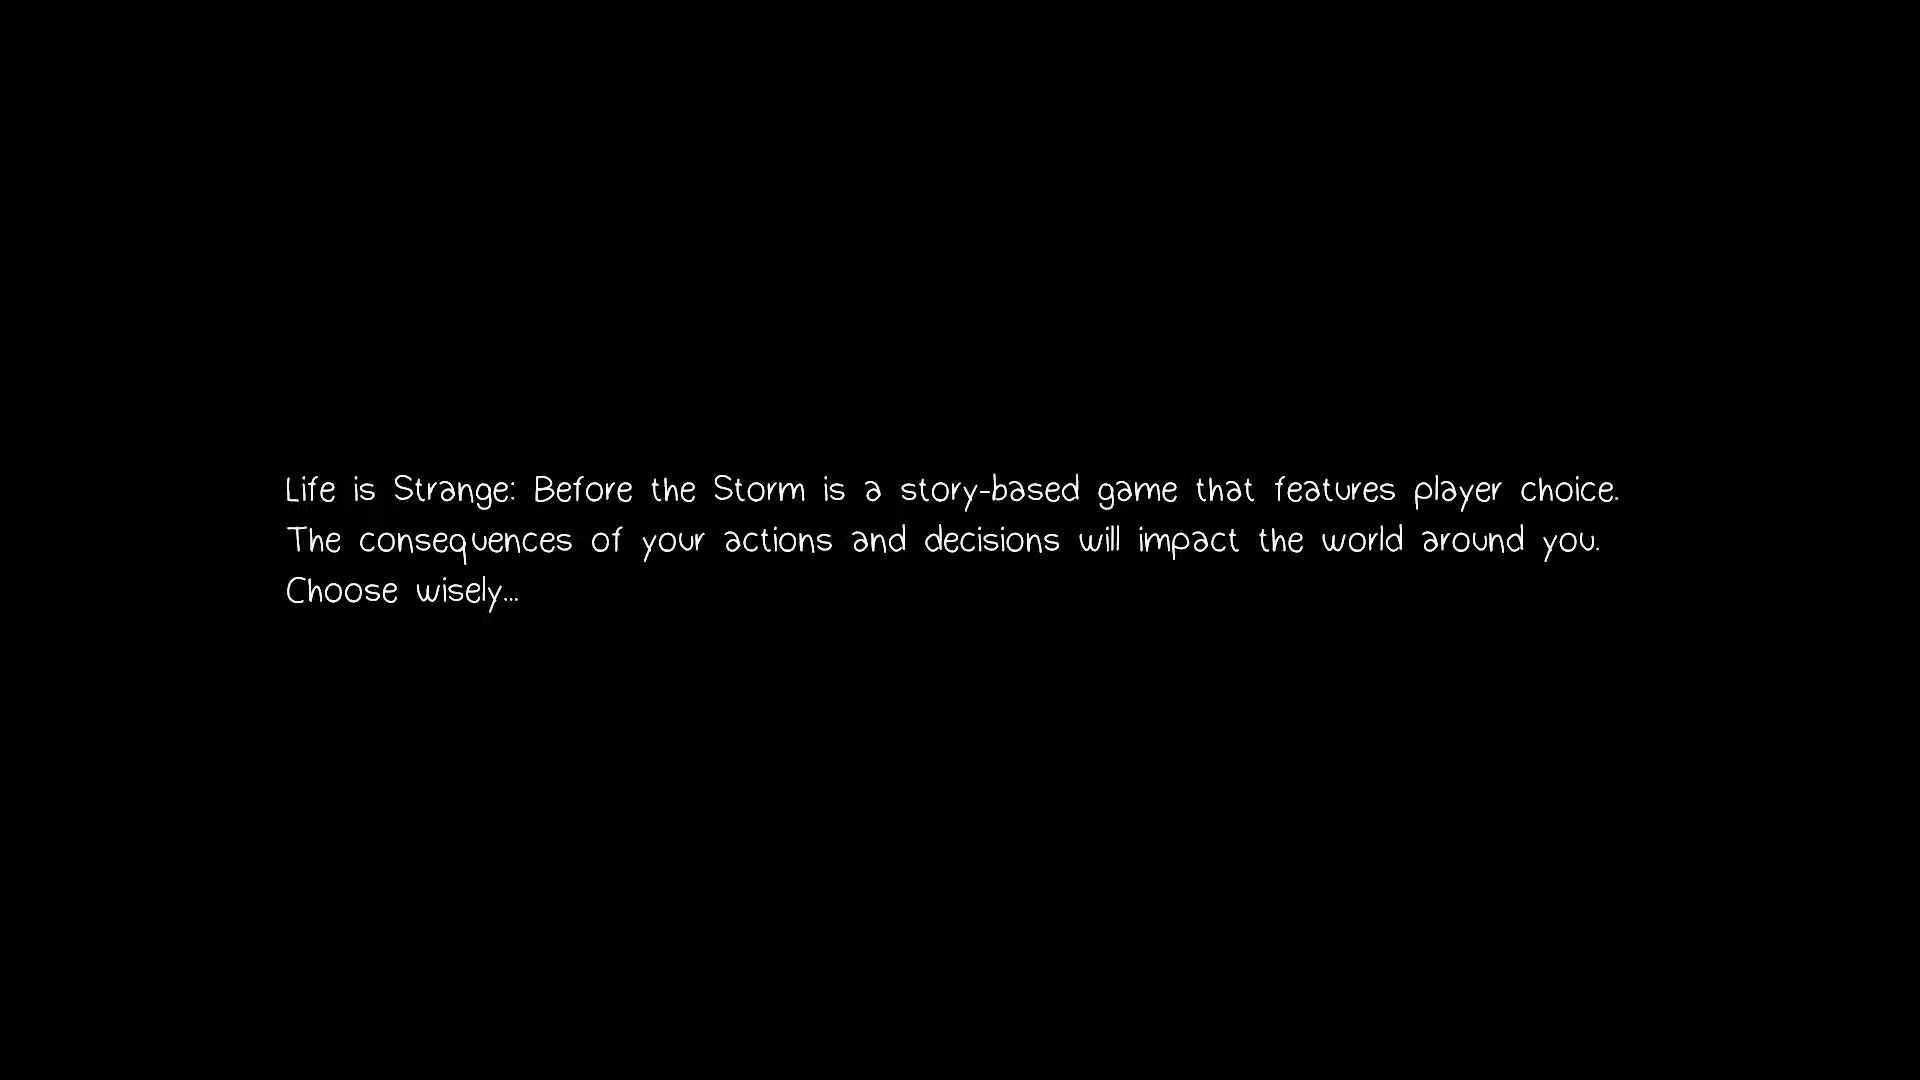 Life is Strange: Before the Storm is a story-based game that features player choice.
The consequences of your actions and decisions will impact the world around you.
Choose wisely...